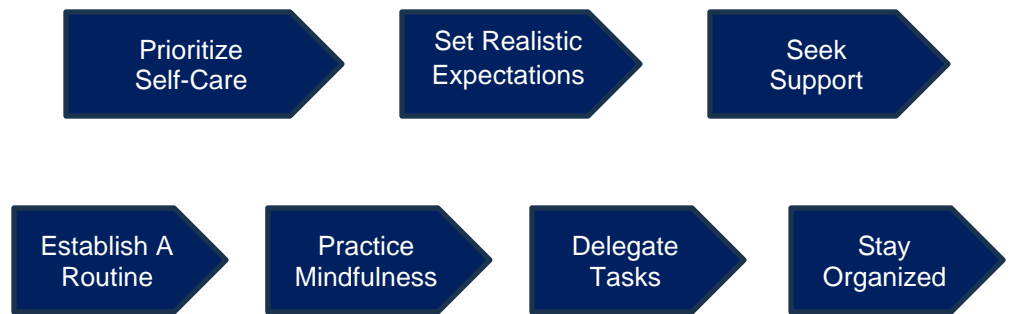 Prioritize
Self-Care
Set Realistic
Expectations
Seek
Support
Establish A
Routine
Practice
Mindfulness
Delegate
Tasks
Stay
Organized